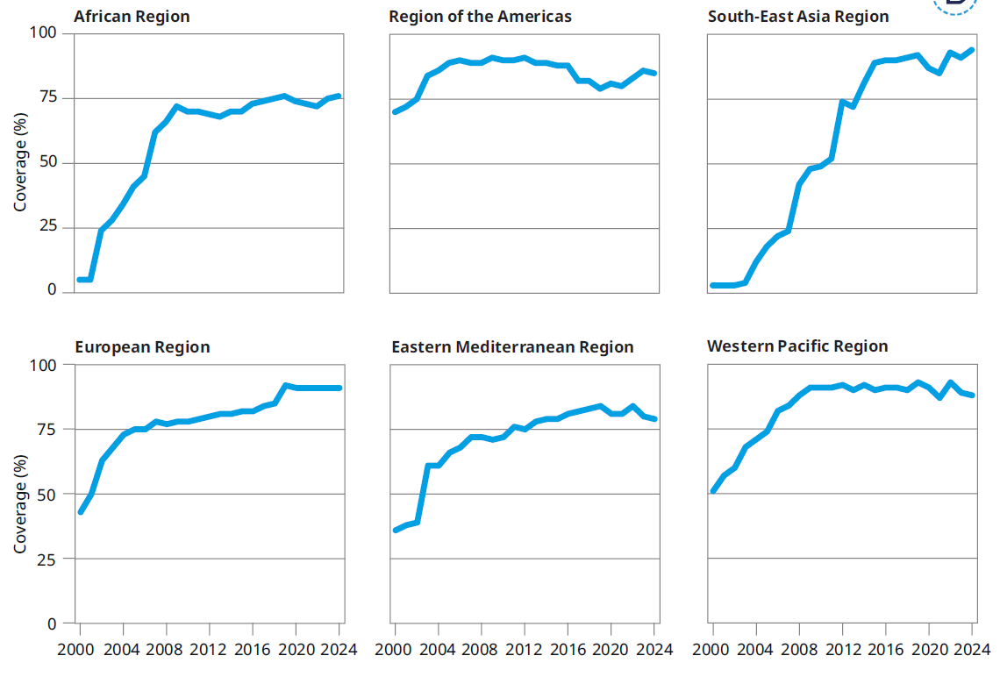 African Region
Region of the Americas
South-East Asia Region
100
75
50
25
0
Coverage (%)
European Region
Eastern Mediterranean Region
Western Pacific Region
100
75
50
25
0
Coverage (%)
2000 2004 2008 2012 2016 2020 2024
2000 2004 2008 2012 2016 2020 2024
2000 2004 2008 2012 2016 2020 2024